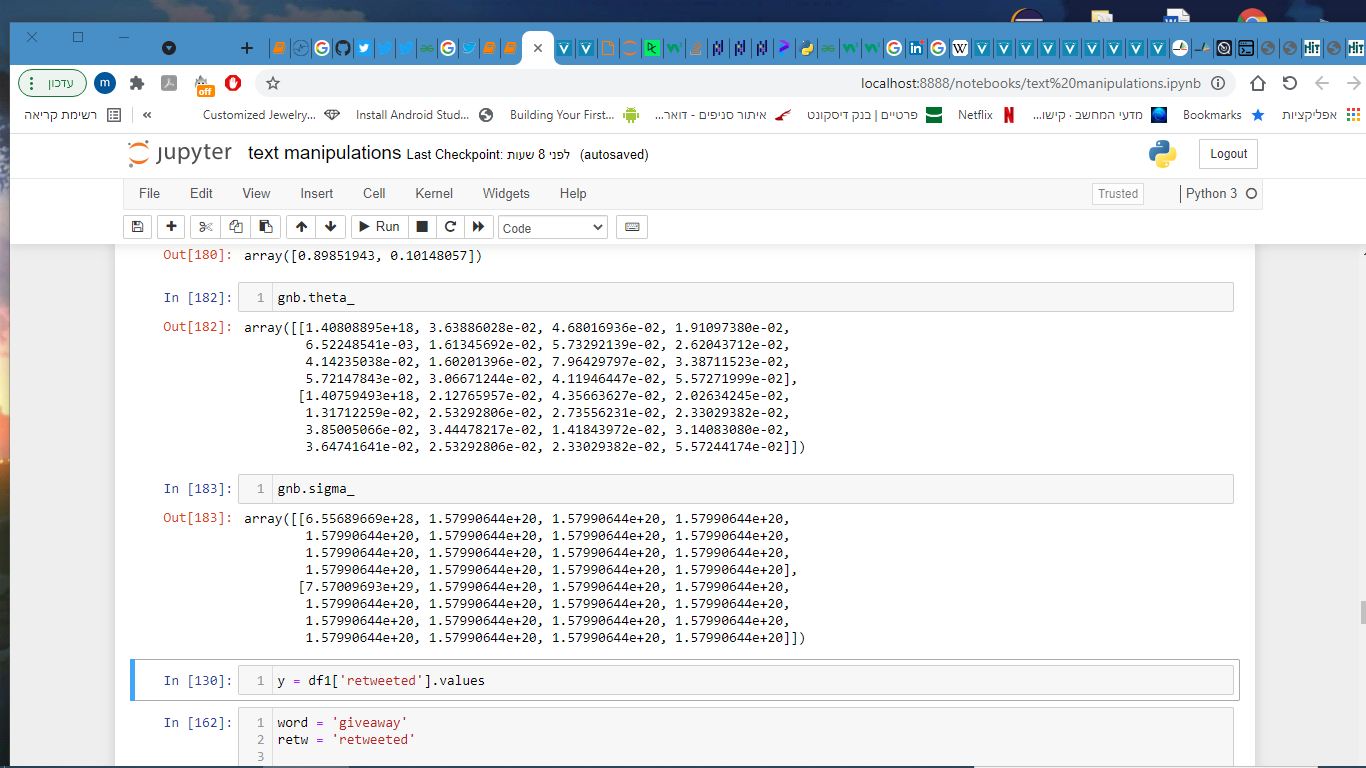 עדכון
m
off
localhost:8888/notebooks/text%20manipulations.ipynb
רשימת קריאה
«
Customized Jewelry...
Install Android Stud...
Building Your First...
איתור סניפים - דואר...
פרטיים | בנק דיסקונט
Netflix
מדעי המחשב · קישו...
Bookmarks
אפליקציות
jupyter text manipulations Last Checkpoint: לפני 8 שעות (autosaved)
Logout
File Edit View Insert Cell Kernel Widgets Help
Trusted
Python 3
Run
Code
Out[180]: array([0.89851943, 0.10148057])
In [182]: 1 gnb.theta_
Out[182]: array([[1.40808895e+18, 3.63886028e-02, 4.68016936e-02, 1.91097380e-02,
6.52248541e-03, 1.61345692e-02, 5.73292139e-02, 2.62043712e-02,
4.14235038e-02, 1.60201396e-02, 7.96429797e-02, 3.38711523e-02,
5.72147843e-02, 3.06671244e-02, 4.11946447e-02, 5.57271999e-02],
[1.40759493e+18, 2.12765957e-02, 4.35663627e-02, 2.02634245e-02,
1.31712259e-02, 2.53292806e-02, 2.73556231e-02, 2.33029382e-02,
3.85005066e-02, 3.44478217e-02, 1.41843972e-02, 3.14083080e-02,
3.64741641e-02, 2.53292806e-02, 2.33029382e-02, 5.57244174e-02]])
In [183]: 1 gnb.sigma_
Out[183]: array([[6.55689669e+28, 1.57990644e+20, 1.57990644e+20, 1.57990644e+20,
1.57990644e+20, 1.57990644e+20, 1.57990644e+20, 1.57990644e+20,
1.57990644e+20, 1.57990644e+20, 1.57990644e+20, 1.57990644e+20,
1.57990644e+20, 1.57990644e+20, 1.57990644e+20, 1.57990644e+20],
[7.57009693e+29, 1.57990644e+20, 1.57990644e+20, 1.57990644e+20,
1.57990644e+20, 1.57990644e+20, 1.57990644e+20, 1.57990644e+20,
1.57990644e+20, 1.57990644e+20, 1.57990644e+20, 1.57990644e+20,
1.57990644e+20, 1.57990644e+20, 1.57990644e+20, 1.57990644e+20]])
In [130]: 1 y = df1['retweeted'].values
In [162]: 1 word = 'giveaway'
2 retw = 'retweeted'
3